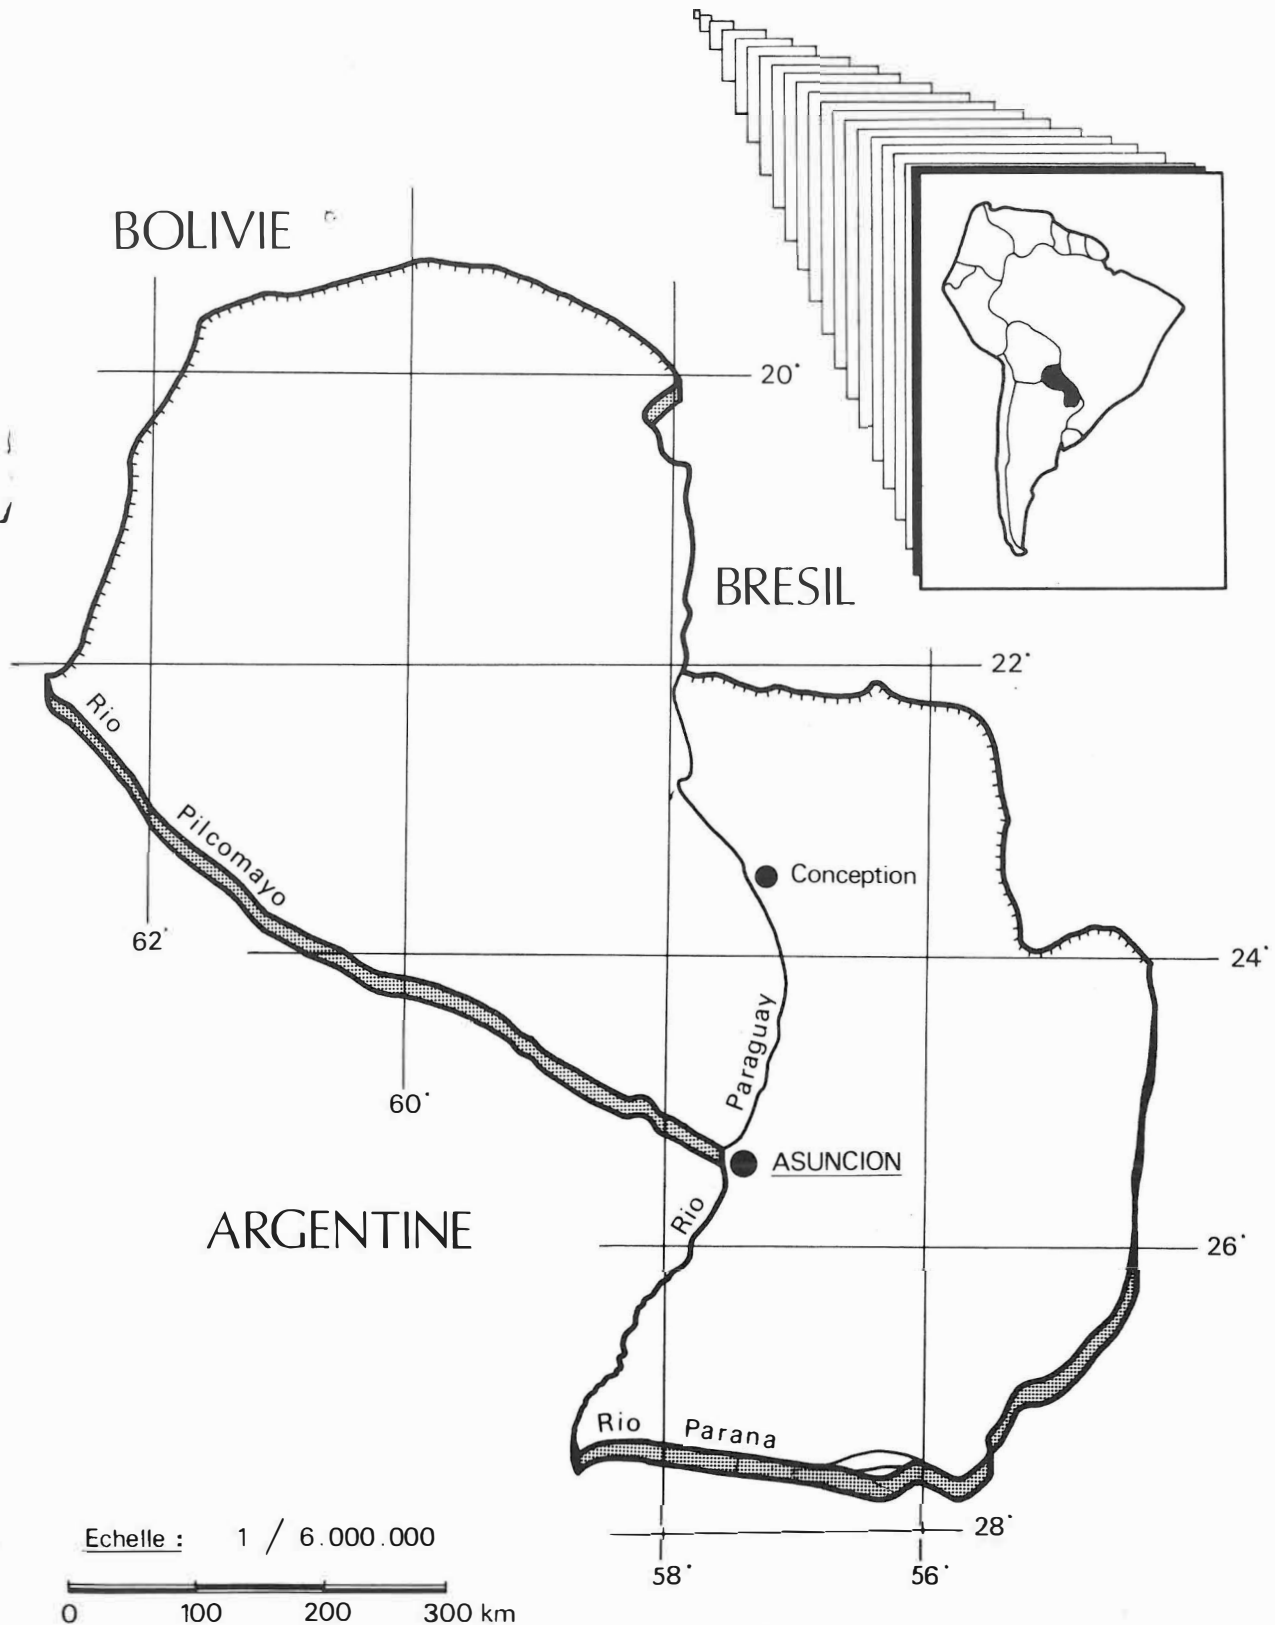 BOLIVIE
20°
BRESIL
22°
Rio
Pilcomayo
Conception
62°
24°
Paraguay
60°
ASUNCION
Rio
ARGENTINE
26°
Rio Parana
Echelle : 1 / 6.000.000
28°
58°
56°
0 100 200 300 km